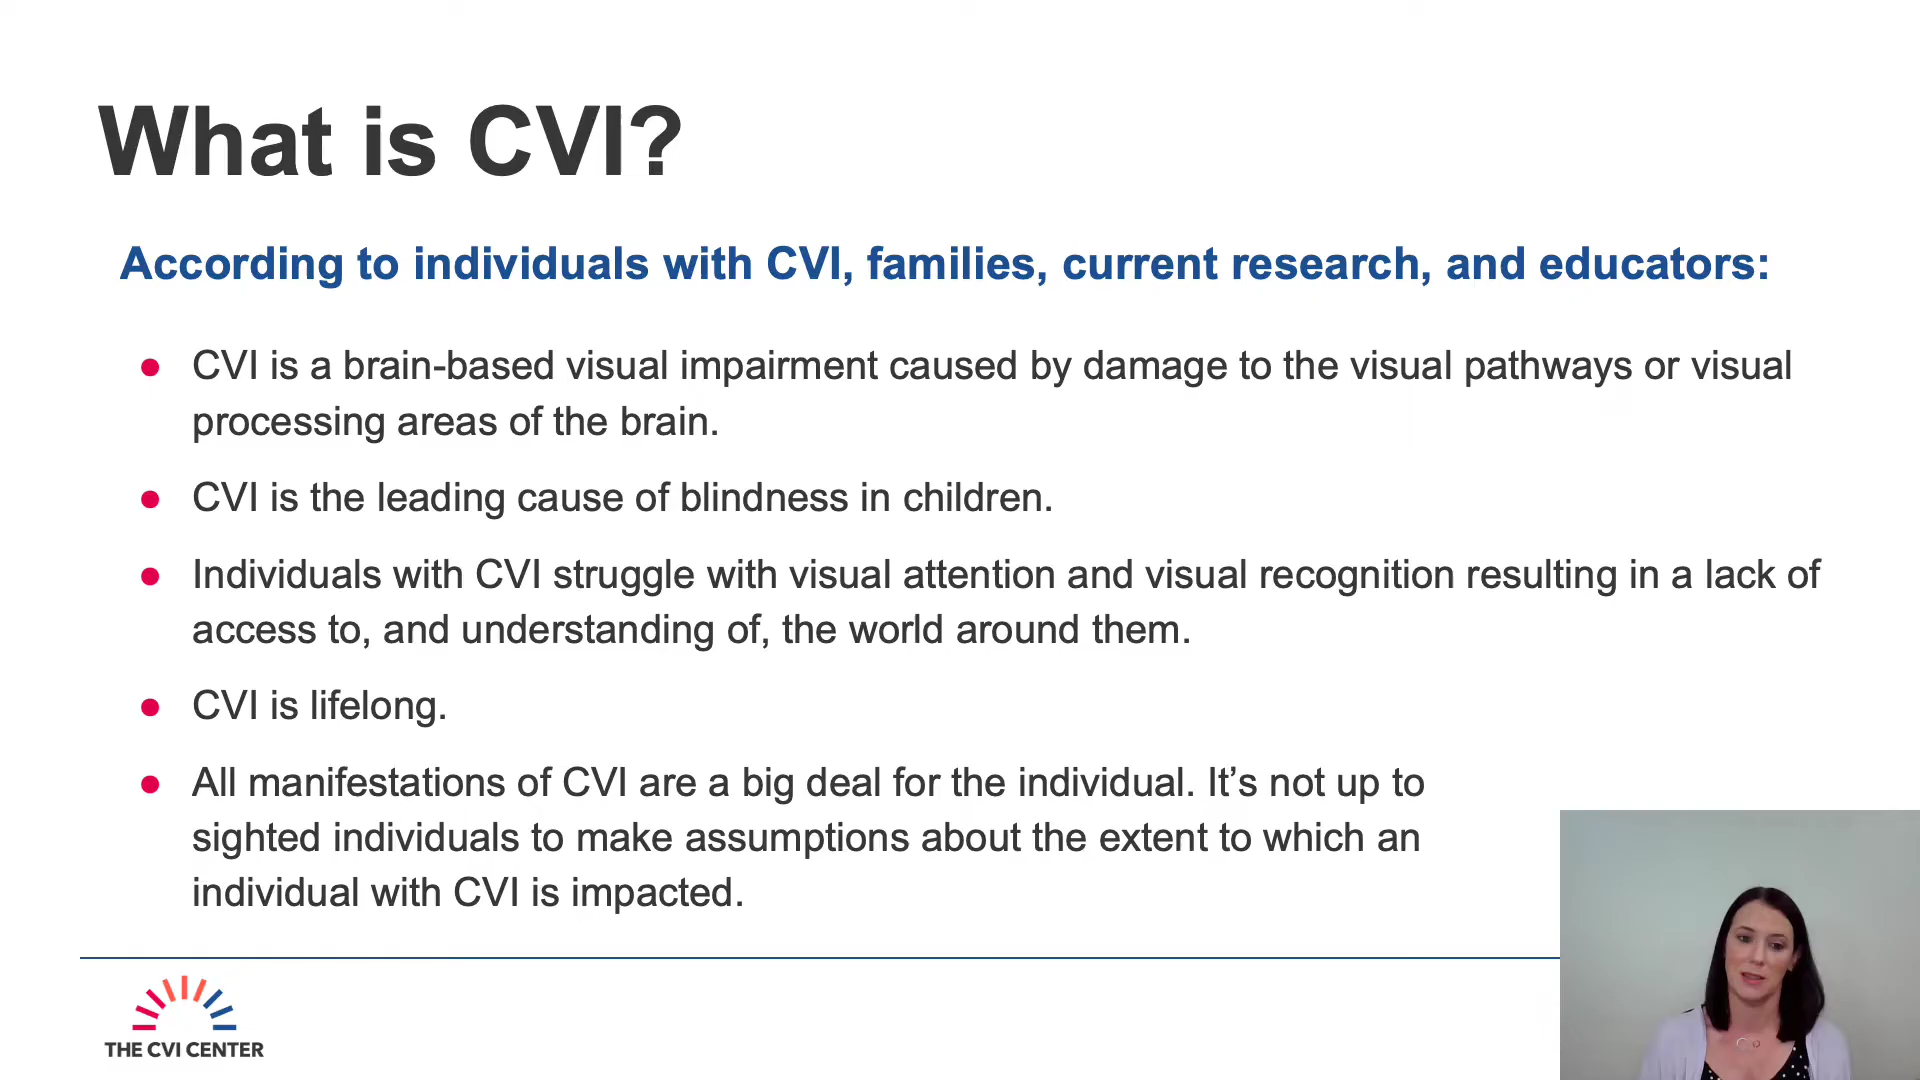 What is CVI?
According to individuals with CVI, families, current research, and educators:
● CVI is a brain-based visual impairment caused by damage to the visual pathways or visual
processing areas of the brain.
● CVI is the leading cause of blindness in children.
● Individuals with CVI struggle with visual attention and visual recognition resulting in a lack of
access to, and understanding of, the world around them.
● CVI is lifelong.
● All manifestations of CVI are a big deal for the individual. It’s not up to
sighted individuals to make assumptions about the extent to which an
individual with CVI is impacted.
THE CVI CENTER